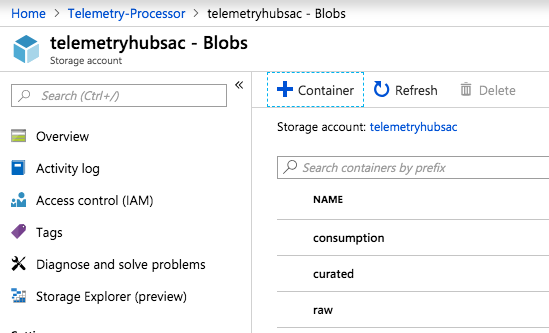 Home > Telemetry-Processor > telemetryhubsac - Blobs
telemetryhubsac - Blobs
Storage account
Search (Ctrl+/)
«
Overview
Activity log
Access control (IAM)
Tags
Diagnose and solve problems
Storage Explorer (preview)
Container
Refresh
Delete
Storage account: telemetryhubsac
Search containers by prefix
NAME
consumption
curated
raw